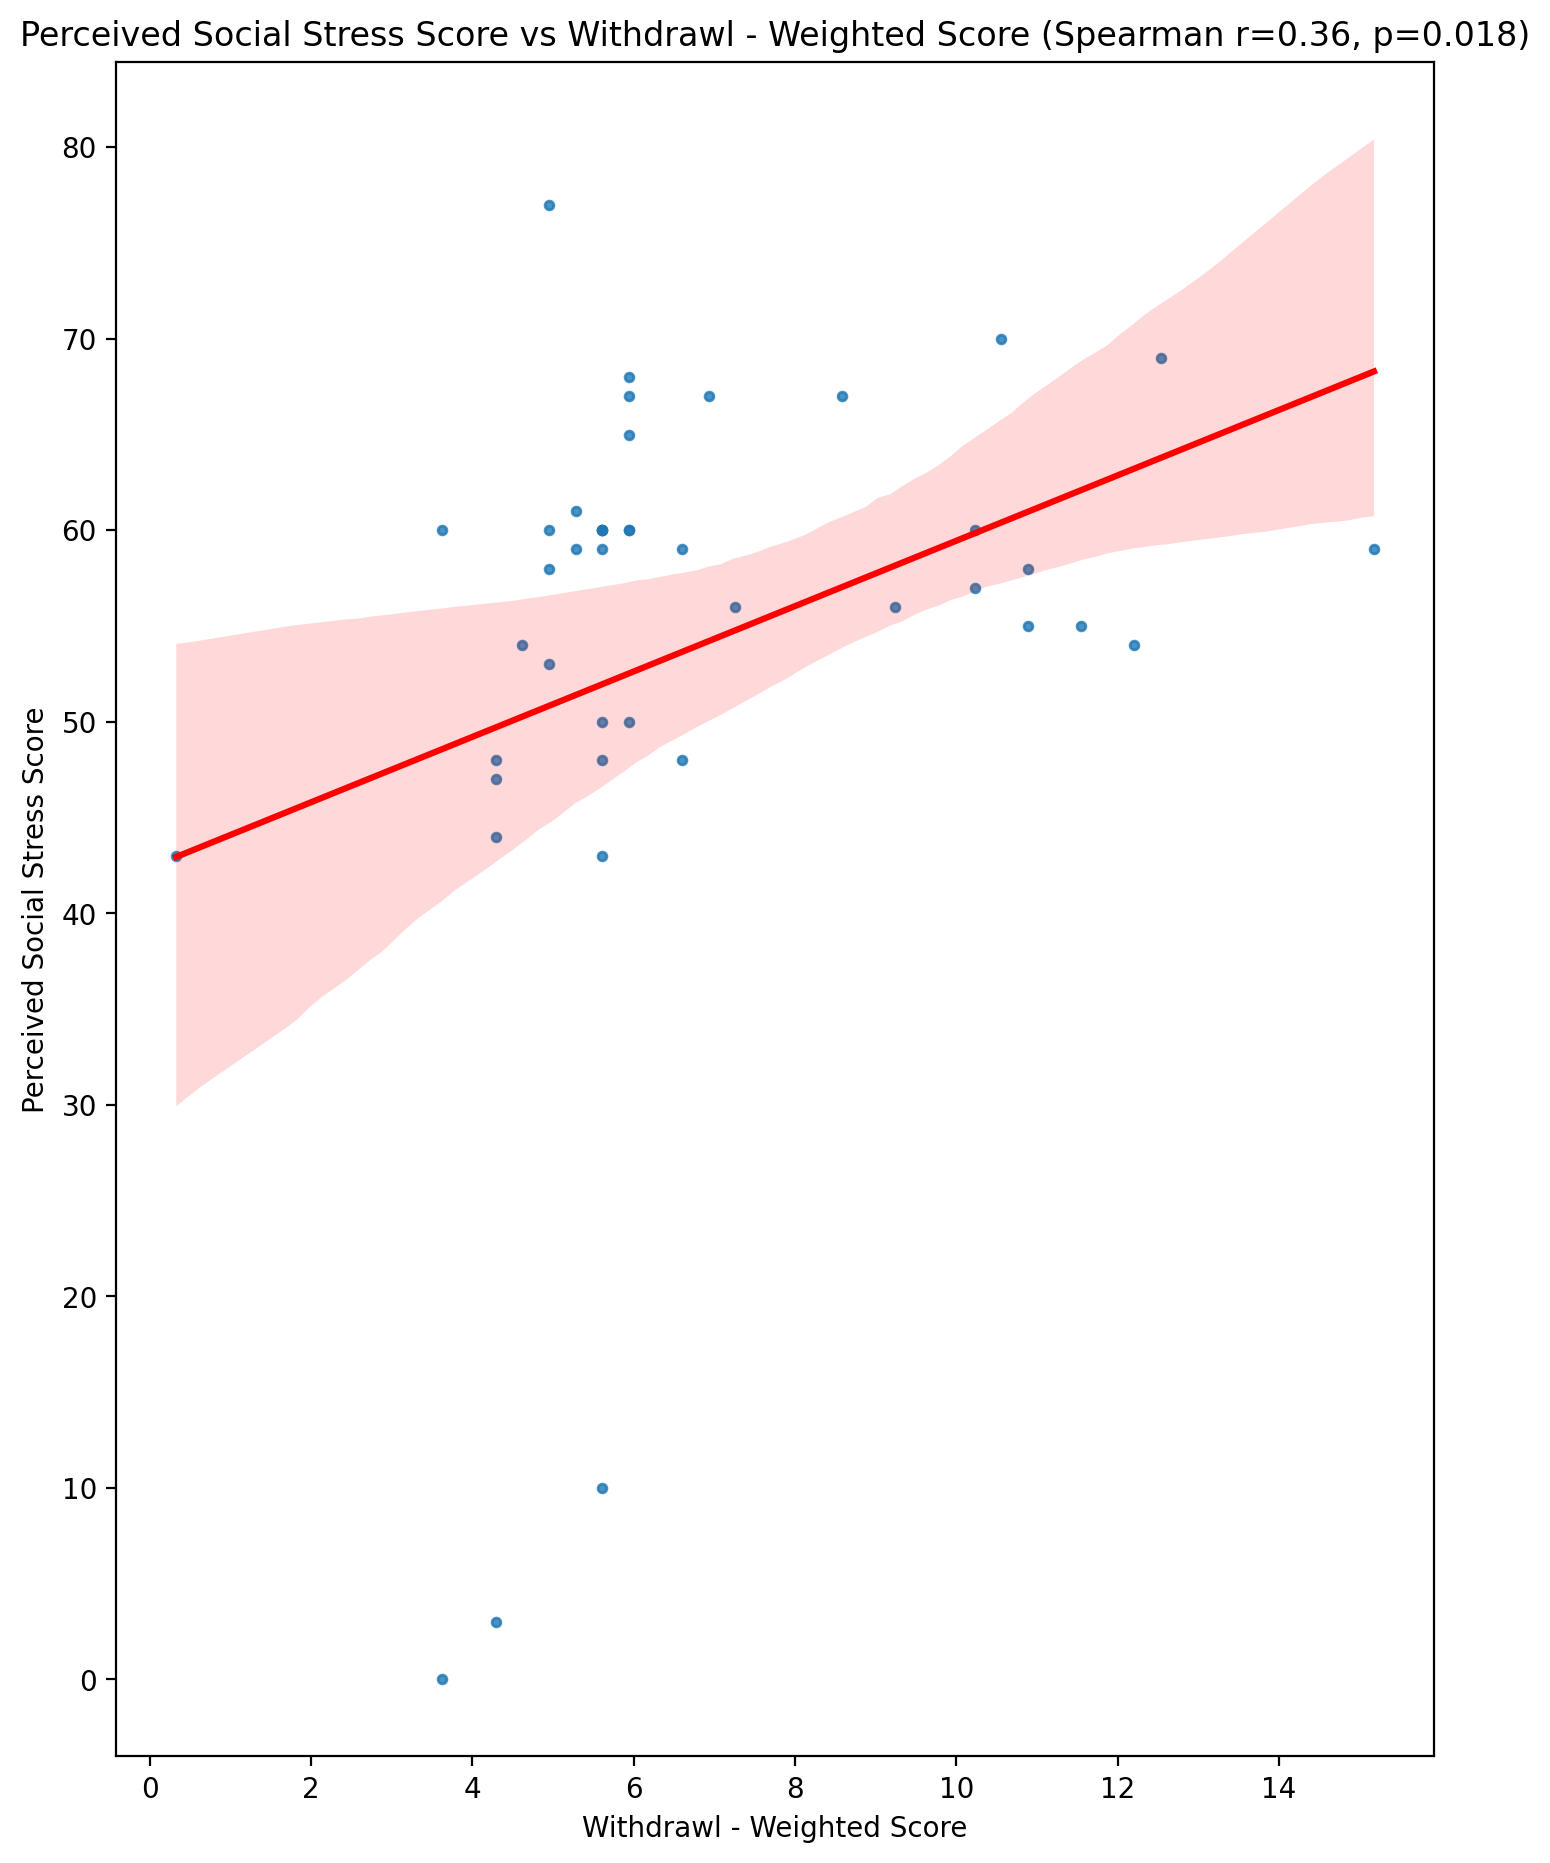 Perceived Social Stress Score vs Withdrawl - Weighted Score (Spearman r=0.36, p=0.018)
80
70
60
50
40
30
20
10
0
Perceived Social Stress Score
0 2 4 6 8 10 12 14
Withdrawl - Weighted Score